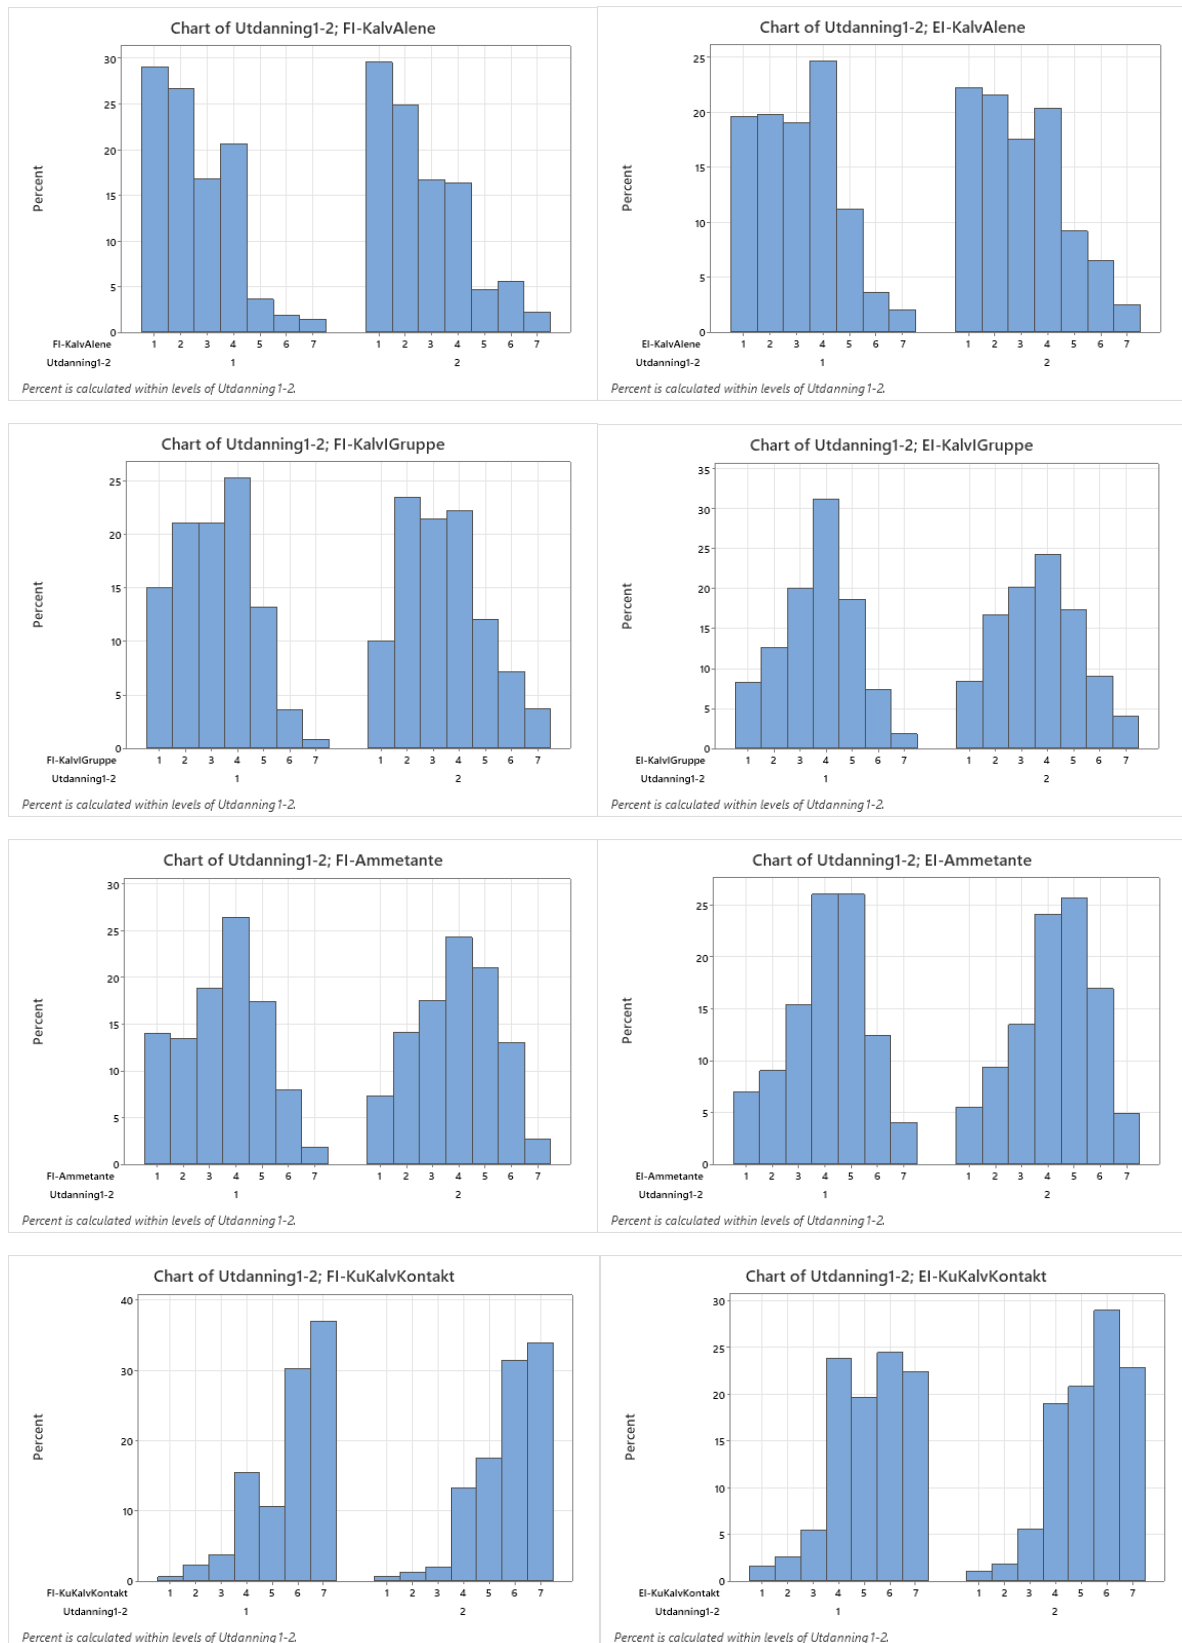 Chart of Utdanning1-2; FI-KalvAlene
Percent
30
25
20
15
10
5
0
FI-KalvAlene 1 2 3 4 5 6 7 1 2 3 4 5 6 7
Utdanning1-2 1 2
Percent is calculated within levels of Utdanning1-2.
Chart of Utdanning1-2; EI-KalvAlene
Percent
25
20
15
10
5
0
EI-KalvAlene 1 2 3 4 5 6 7 1 2 3 4 5 6 7
Utdanning1-2 1 2
Percent is calculated within levels of Utdanning1-2.
Chart of Utdanning1-2; FI-KalvIGruppe
Percent
25
20
15
10
5
0
FI-KalvIGruppe 1 2 3 4 5 6 7 1 2 3 4 5 6 7
Utdanning1-2 1 2
Percent is calculated within levels of Utdanning1-2.
Chart of Utdanning1-2; EI-KalvIGruppe
Percent
35
30
25
20
15
10
5
0
EI-KalvIGruppe 1 2 3 4 5 6 7 1 2 3 4 5 6 7
Utdanning1-2 1 2
Percent is calculated within levels of Utdanning1-2.
Chart of Utdanning1-2; FI-Ammetante
Percent
30
25
20
15
10
5
0
FI-Ammetante 1 2 3 4 5 6 7 1 2 3 4 5 6 7
Utdanning1-2 1 2
Percent is calculated within levels of Utdanning1-2.
Chart of Utdanning1-2; EI-Ammetante
Percent
25
20
15
10
5
0
EI-Ammetante 1 2 3 4 5 6 7 1 2 3 4 5 6 7
Utdanning1-2 1 2
Percent is calculated within levels of Utdanning1-2.
Chart of Utdanning1-2; FI-KuKalvKontakt
Percent
40
30
20
10
0
FI-KuKalvKontakt 1 2 3 4 5 6 7 1 2 3 4 5 6 7
Utdanning1-2 1 2
Percent is calculated within levels of Utdanning1-2.
Chart of Utdanning1-2; EI-KuKalvKontakt
Percent
30
25
20
15
10
5
0
EI-KuKalvKontakt 1 2 3 4 5 6 7 1 2 3 4 5 6 7
Utdanning1-2 1 2
Percent is calculated within levels of Utdanning1-2.